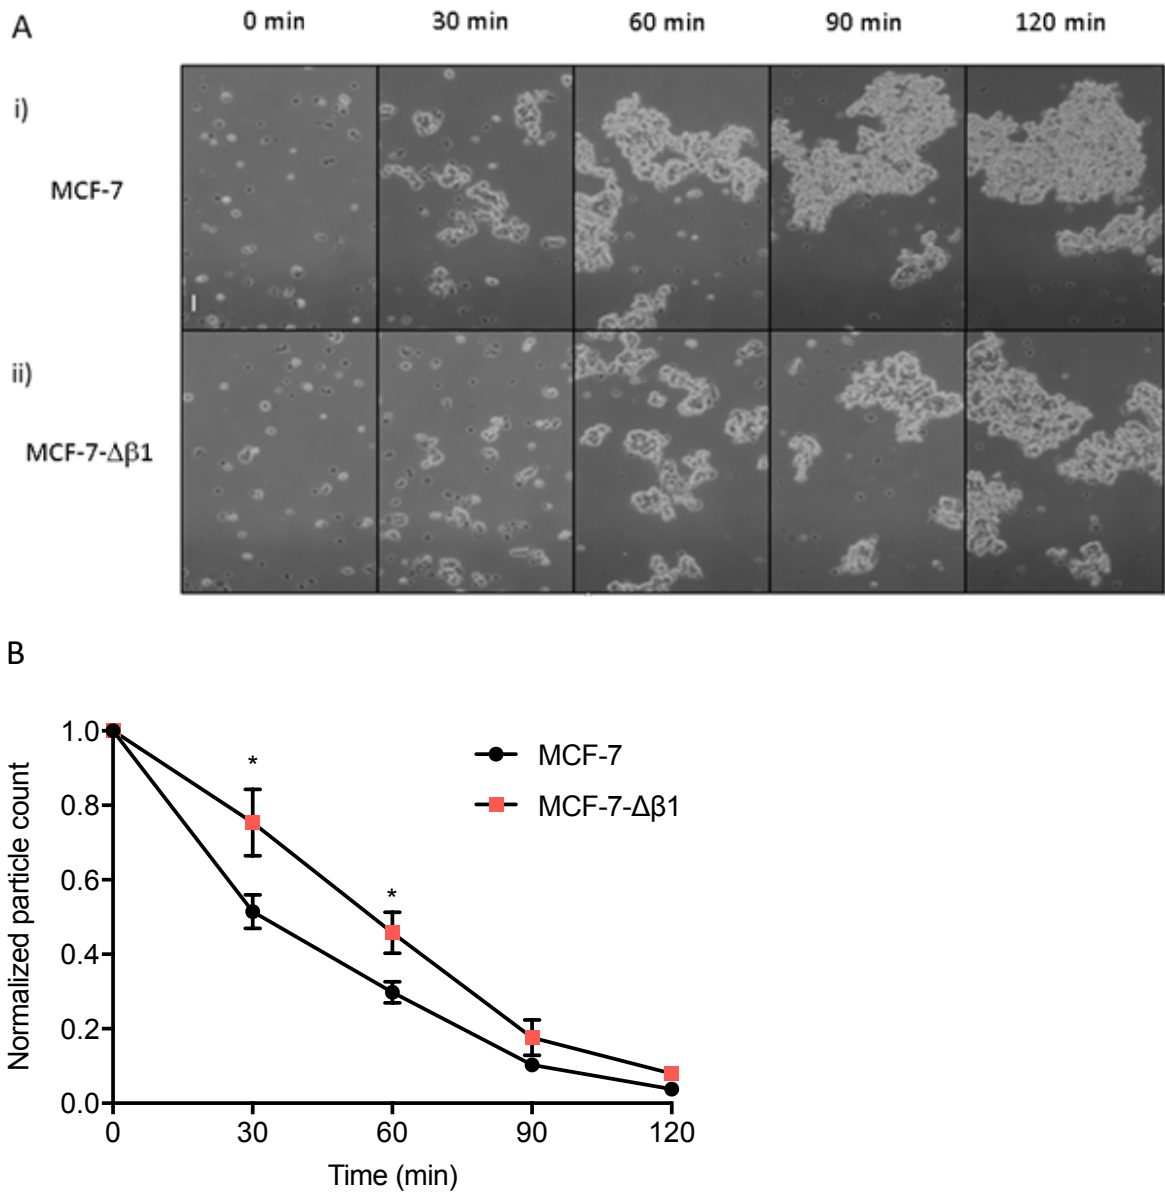 A
0 min 30 min 60 min 90 min 120 min
i)
MCF-7
ii)
MCF-7-Δβ1
B
1.0
0.8
0.6
0.4
0.2
0.0
Normalized particle count
*
*
MCF-7
MCF-7-Δβ1
0 30 60 90 120
Time (min)